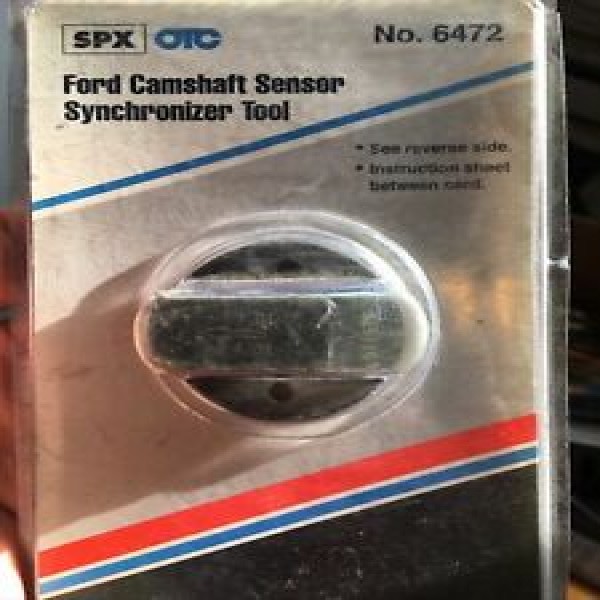 SPX OTC
No. 6472
Ford Camshaft Sensor
Synchronizer Tool
• See reverse side.
• Instruction sheet
between card.